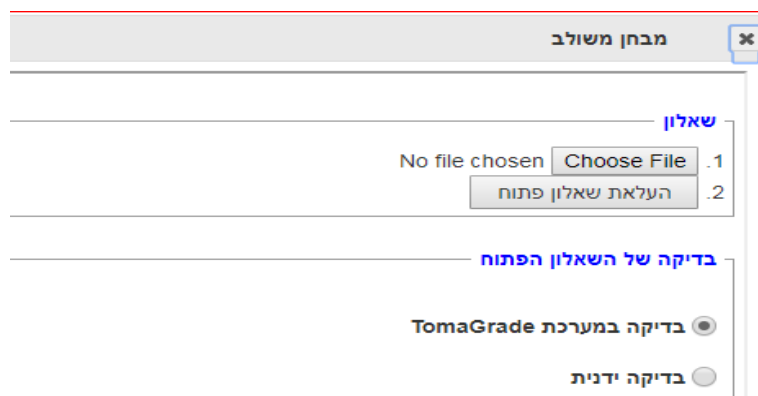 מבחן משולב
שאלון
1. Choose File No file chosen
2. העלאת שאלון פתוח
בדיקה של השאלון הפתוח
בדיקה במערכת TomaGrade
בדיקה ידנית